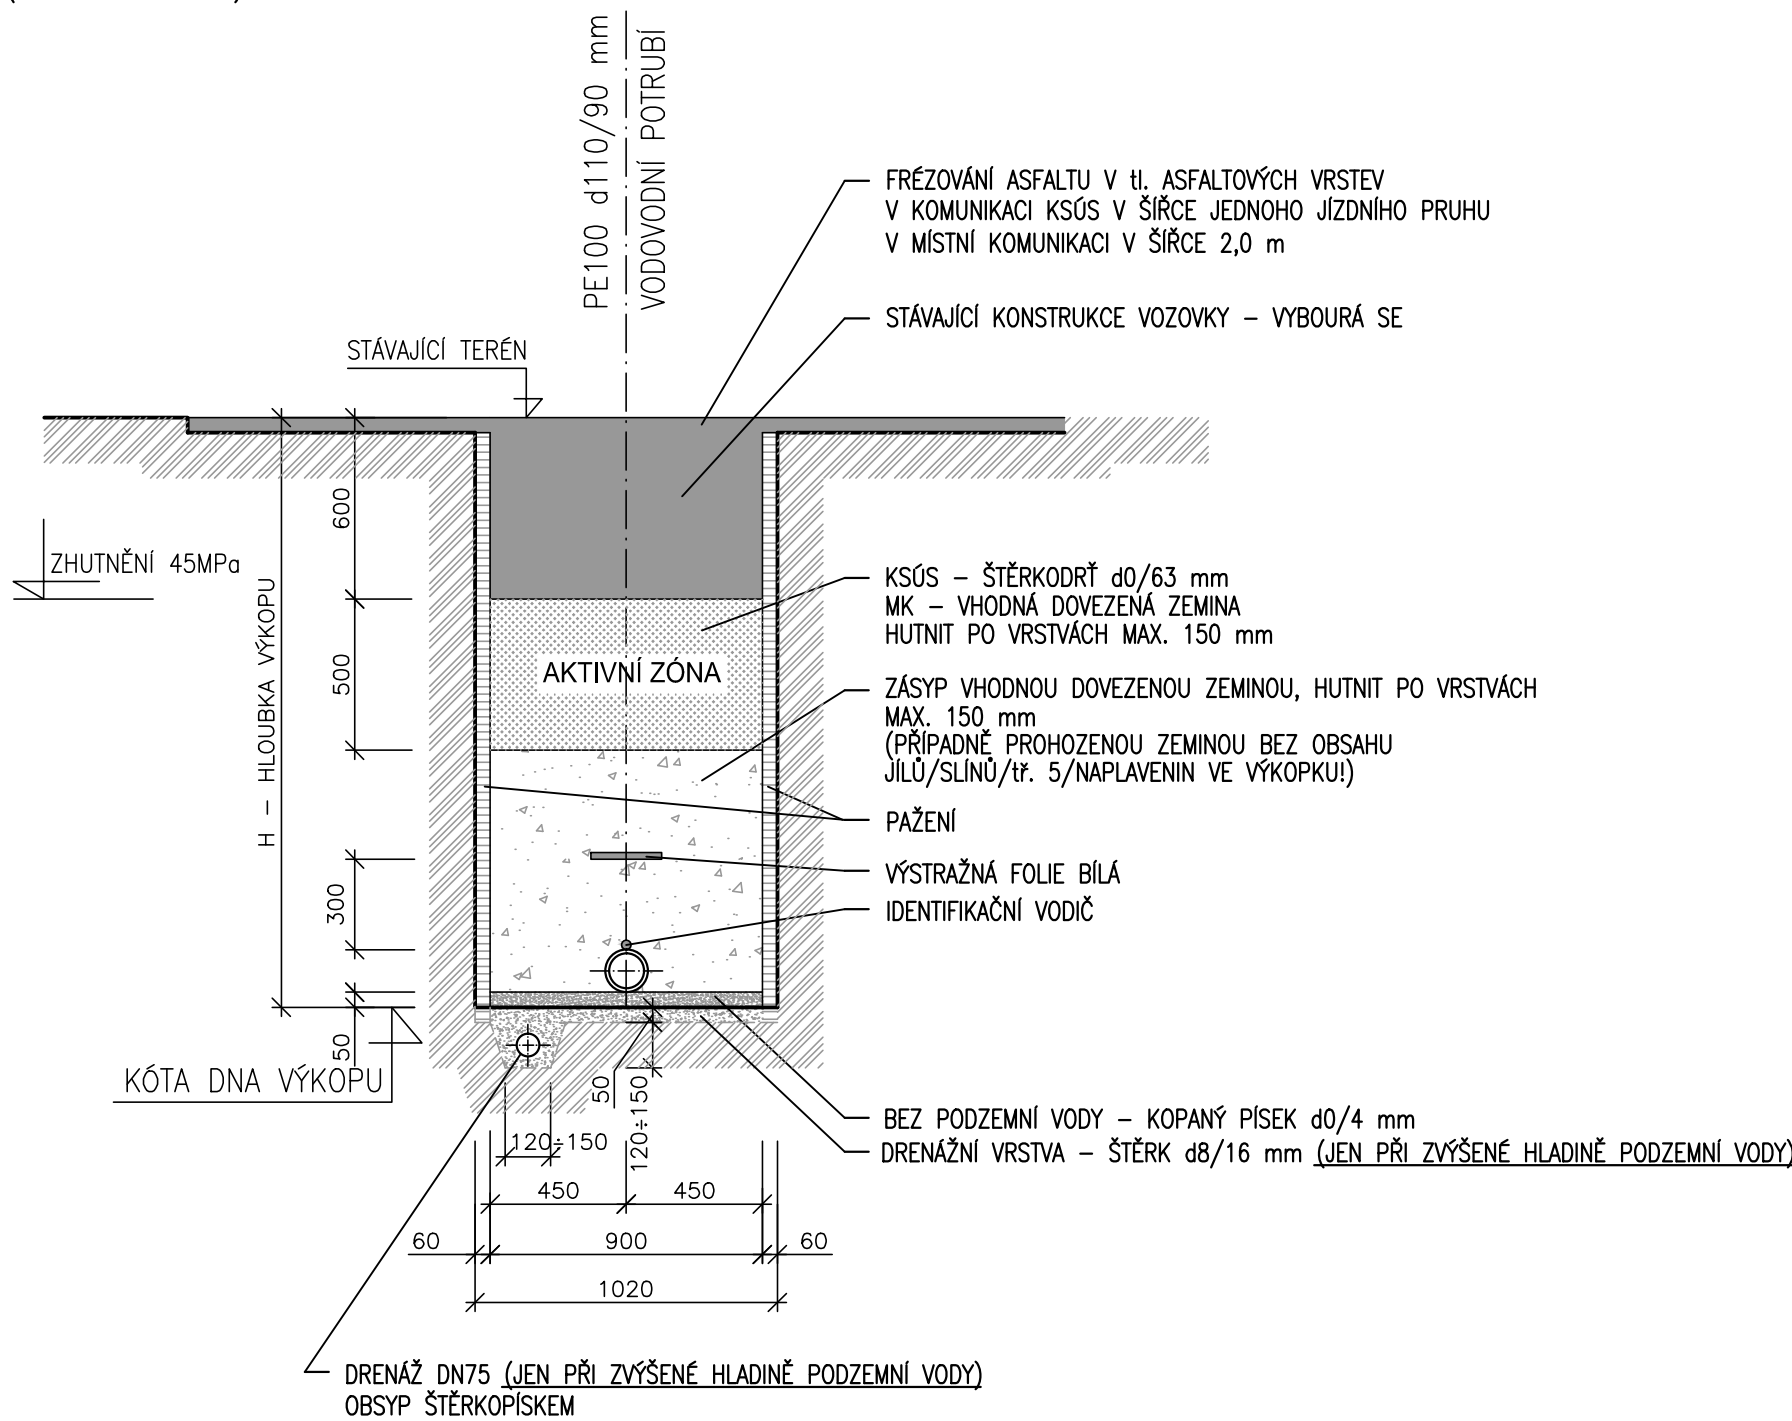 PE100 d110/90 mm
VODOVODNÍ POTRUBÍ
FRÉZOVÁNÍ ASFALTU V tl. ASFALTOVÝCH VRSTEV
V KOMUNIKACI KSÚS V ŠÍŘCE JEDNOHO JÍZDNÍHO PRUHU
V MÍSTNÍ KOMUNIKACI V ŠÍŘCE 2,0 m
STÁVAJÍCÍ KONSTRUKCE VOZOVKY – VYBOURÁ SE
STÁVAJÍCÍ TERÉN
600
ZHUTNĚNÍ 45MPa
H – HLOUBKA VÝKOPU
500
AKTIVNÍ ZÓNA
KSÚS – ŠTĚRKODRŤ d0/63 mm
MK – VHODNÁ DOVEZENÁ ZEMINA
HUTNIT PO VRSTVÁCH MAX. 150 mm
ZÁSYP VHODNOU DOVEZENOU ZEMINOU, HUTNIT PO VRSTVÁCH
MAX. 150 mm
(PŘÍPADNĚ PROHOZENOU ZEMINOU BEZ OBSAHU
JÍLŮ/SLÍNŮ/tř. 5/NAPLAVENIN VE VÝKOPKU!)
PAŽENÍ
VÝSTRAŽNÁ FOLIE BÍLÁ
IDENTIFIKAČNÍ VODIČ
300
50
KÓTA DNA VÝKOPU
50
120÷150
120÷150
BEZ PODZEMNÍ VODY – KOPANÝ PÍSEK d0/4 mm
DRENÁŽNÍ VRSTVA – ŠTĚRK d8/16 mm (JEN PŘI ZVÝŠENÉ HLADINĚ PODZEMNÍ VODY)
450 450
60 900 60
1020
DRENÁŽ DN75 (JEN PŘI ZVÝŠENÉ HLADINĚ PODZEMNÍ VODY)
OBSYP ŠTĚRKOPÍSKEM